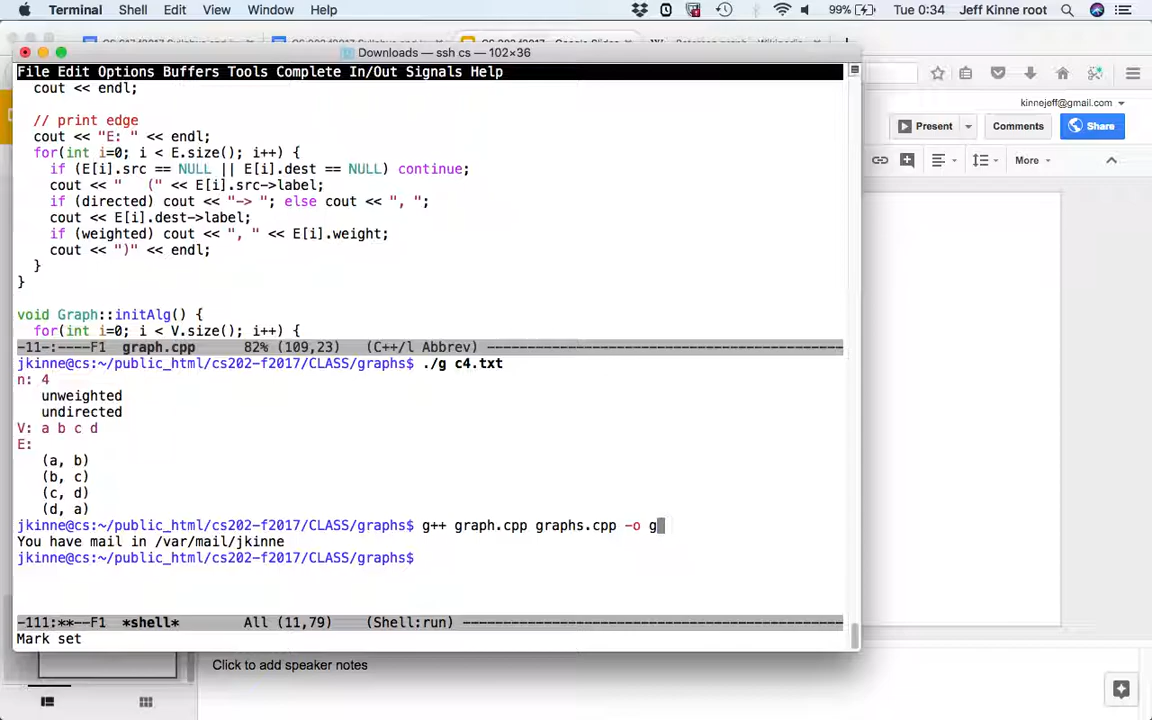 Terminal Shell Edit View Window Help 99% Tue 0:34 Jeff Kinne root
Downloads — ssh cs — 102×36
File Edit Options Buffers Tools Complete In/Out Signals Help
cout << endl;
// print edge
cout << "E: " << endl;
for(int i=0; i < E.size(); i++) {
if (E[i].src == NULL || E[i].dest == NULL) continue;
cout << "   (" << E[i].src->label;
if (directed) cout << "-> "; else cout << ", ";
cout << E[i].dest->label;
if (weighted) cout << ", " << E[i].weight;
cout << ")" << endl;
}
}
void Graph::initAlg() {
for(int i=0; i < V.size(); i++) {
-11-:----F1 graph.cpp 82% (109,23) (C++/l Abbrev) ------------------------------------------------
jkinne@cs:~/public_html/cs202-f2017/CLASS/graphs$ ./g c4.txt
n: 4
unweighted
undirected
V: a b c d
E:
(a, b)
(b, c)
(c, d)
(d, a)
jkinne@cs:~/public_html/cs202-f2017/CLASS/graphs$ g++ graph.cpp graphs.cpp -o g
You have mail in /var/mail/jkinne
jkinne@cs:~/public_html/cs202-f2017/CLASS/graphs$
-111:**--F1 *shell* All (11,79) (Shell:run) ------------------------------------------------
Mark set
kinnejeff@gmail.com
Present
Comments
Share
More
Click to add speaker notes